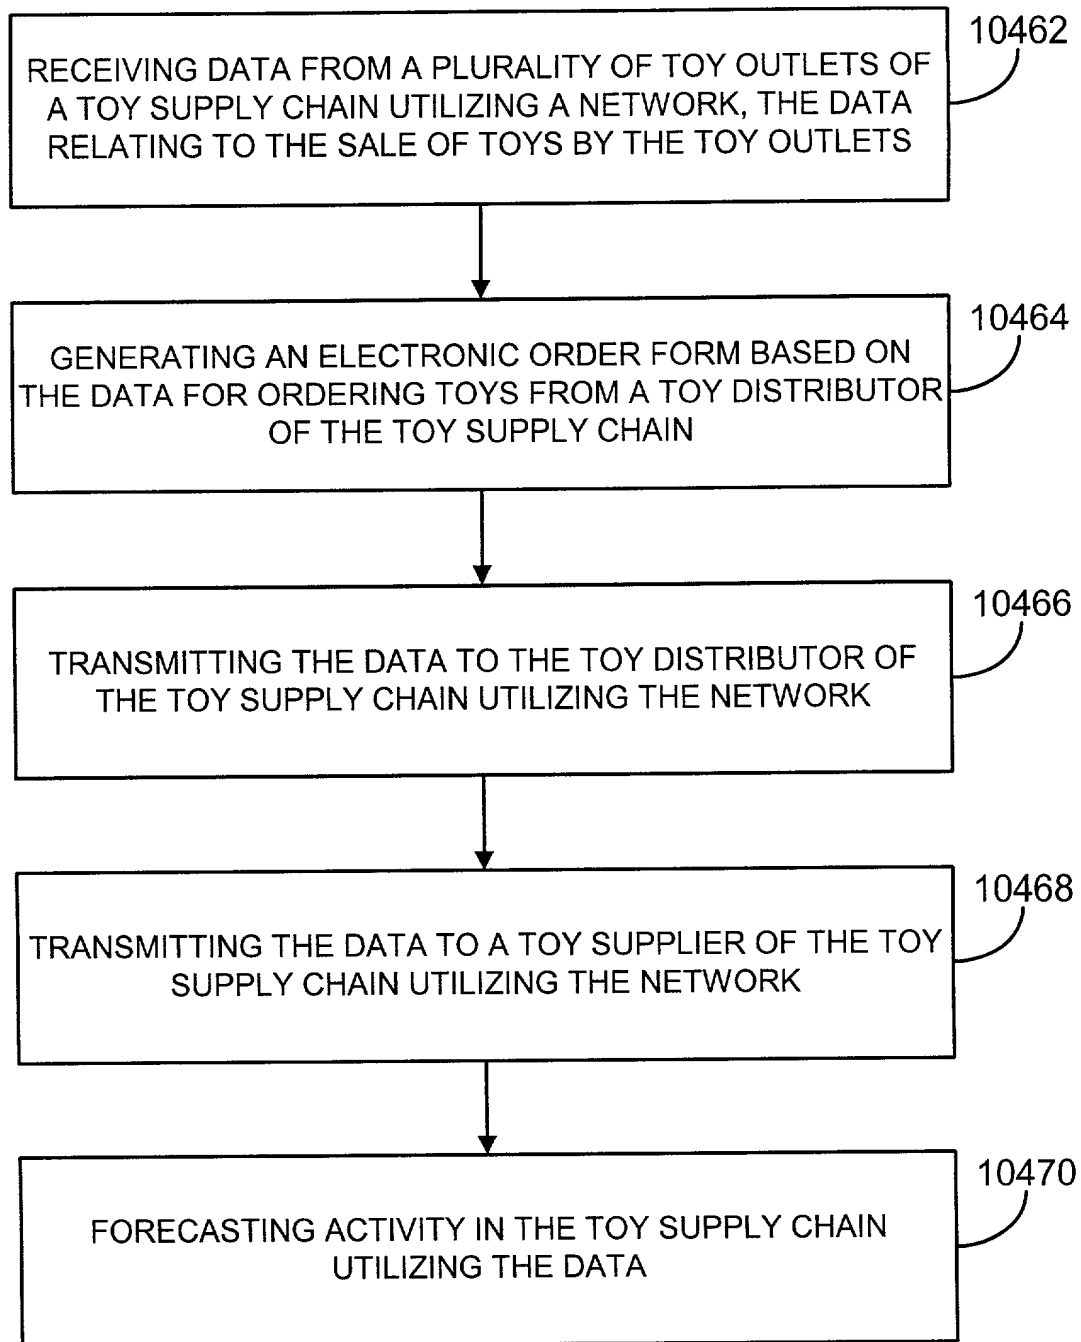 10462
RECEIVING DATA FROM A PLURALITY OF TOY OUTLETS OF
A TOY SUPPLY CHAIN UTILIZING A NETWORK, THE DATA
RELATING TO THE SALE OF TOYS BY THE TOY OUTLETS
10464
GENERATING AN ELECTRONIC ORDER FORM BASED ON
THE DATA FOR ORDERING TOYS FROM A TOY DISTRIBUTOR
OF THE TOY SUPPLY CHAIN
10466
TRANSMITTING THE DATA TO THE TOY DISTRIBUTOR OF
THE TOY SUPPLY CHAIN UTILIZING THE NETWORK
10468
TRANSMITTING THE DATA TO A TOY SUPPLIER OF THE TOY
SUPPLY CHAIN UTILIZING THE NETWORK
10470
FORECASTING ACTIVITY IN THE TOY SUPPLY CHAIN
UTILIZING THE DATA